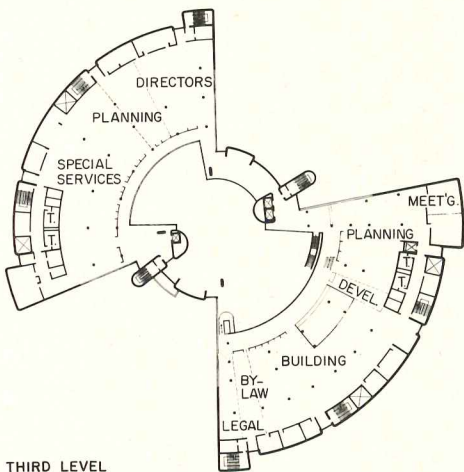 DIRECTORS
PLANNING
SPECIAL
SERVICES
T.
T.
MEET'G.
PLANNING
T.
T.
DEVEL.
BUILDING
BY-
LAW
LEGAL
THIRD LEVEL